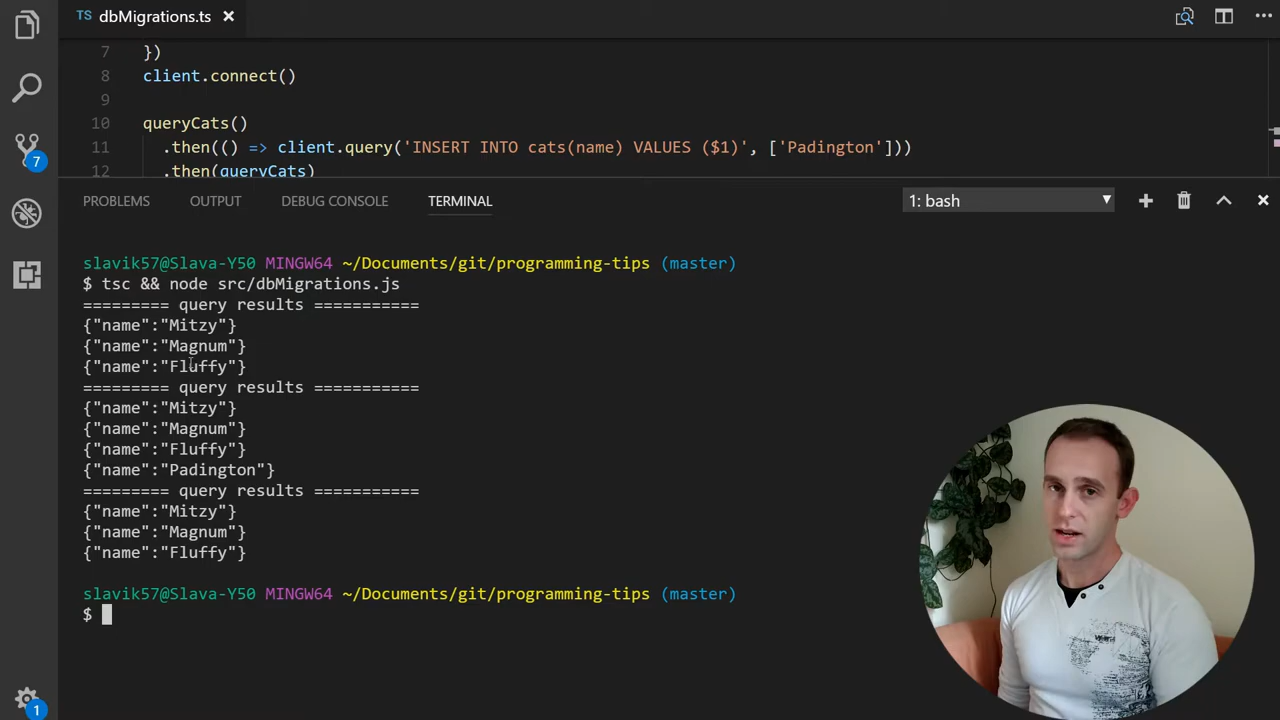 TS dbMigrations.ts ×
7 })
8 client.connect()
9
10 queryCats()
11 .then(() => client.query('INSERT INTO cats(name) VALUES ($1)', ['Padington']))
12 .then(queryCats)
7
PROBLEMS OUTPUT DEBUG CONSOLE TERMINAL 1: bash
slavik57@Slava-Y50 MINGW64 ~/Documents/git/programming-tips (master)
$ tsc && node src/dbMigrations.js
========= query results ===========
{"name":"Mitzy"}
{"name":"Magnum"}
{"name":"Fluffy"}
========= query results ===========
{"name":"Mitzy"}
{"name":"Magnum"}
{"name":"Fluffy"}
{"name":"Padington"}
========= query results ===========
{"name":"Mitzy"}
{"name":"Magnum"}
{"name":"Fluffy"}
slavik57@Slava-Y50 MINGW64 ~/Documents/git/programming-tips (master)
$
1